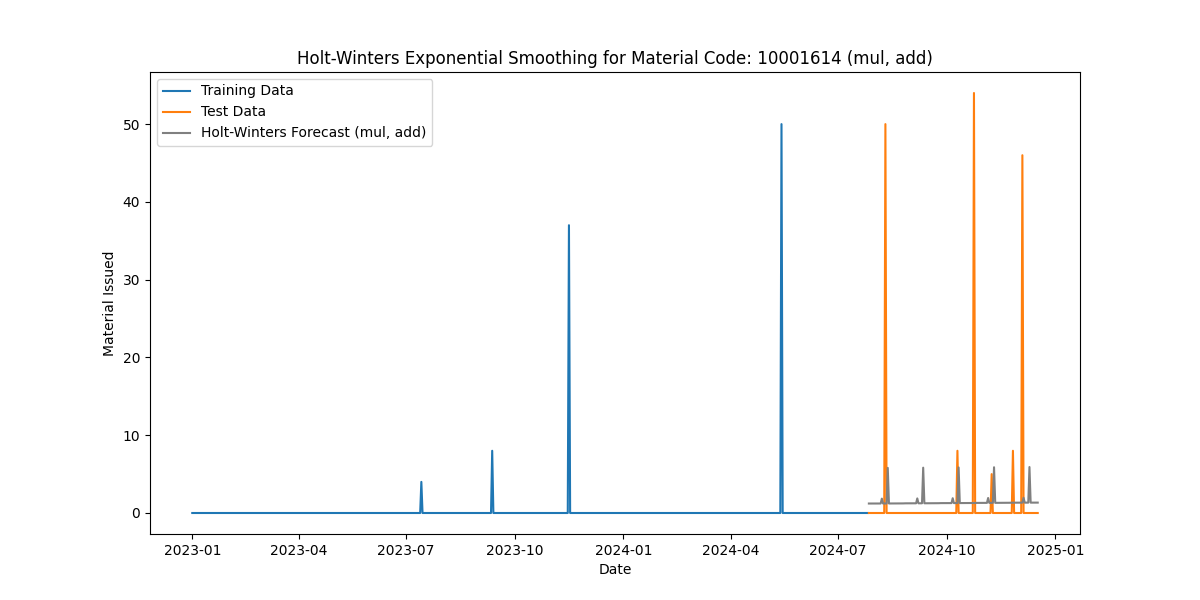 Holt-Winters Exponential Smoothing for Material Code: 10001614 (mul, add)
Training Data
Test Data
Holt-Winters Forecast (mul, add)
50
40
30
20
10
0
Material Issued
2023-01 2023-04 2023-07 2023-10 2024-01 2024-04 2024-07 2024-10 2025-01
Date